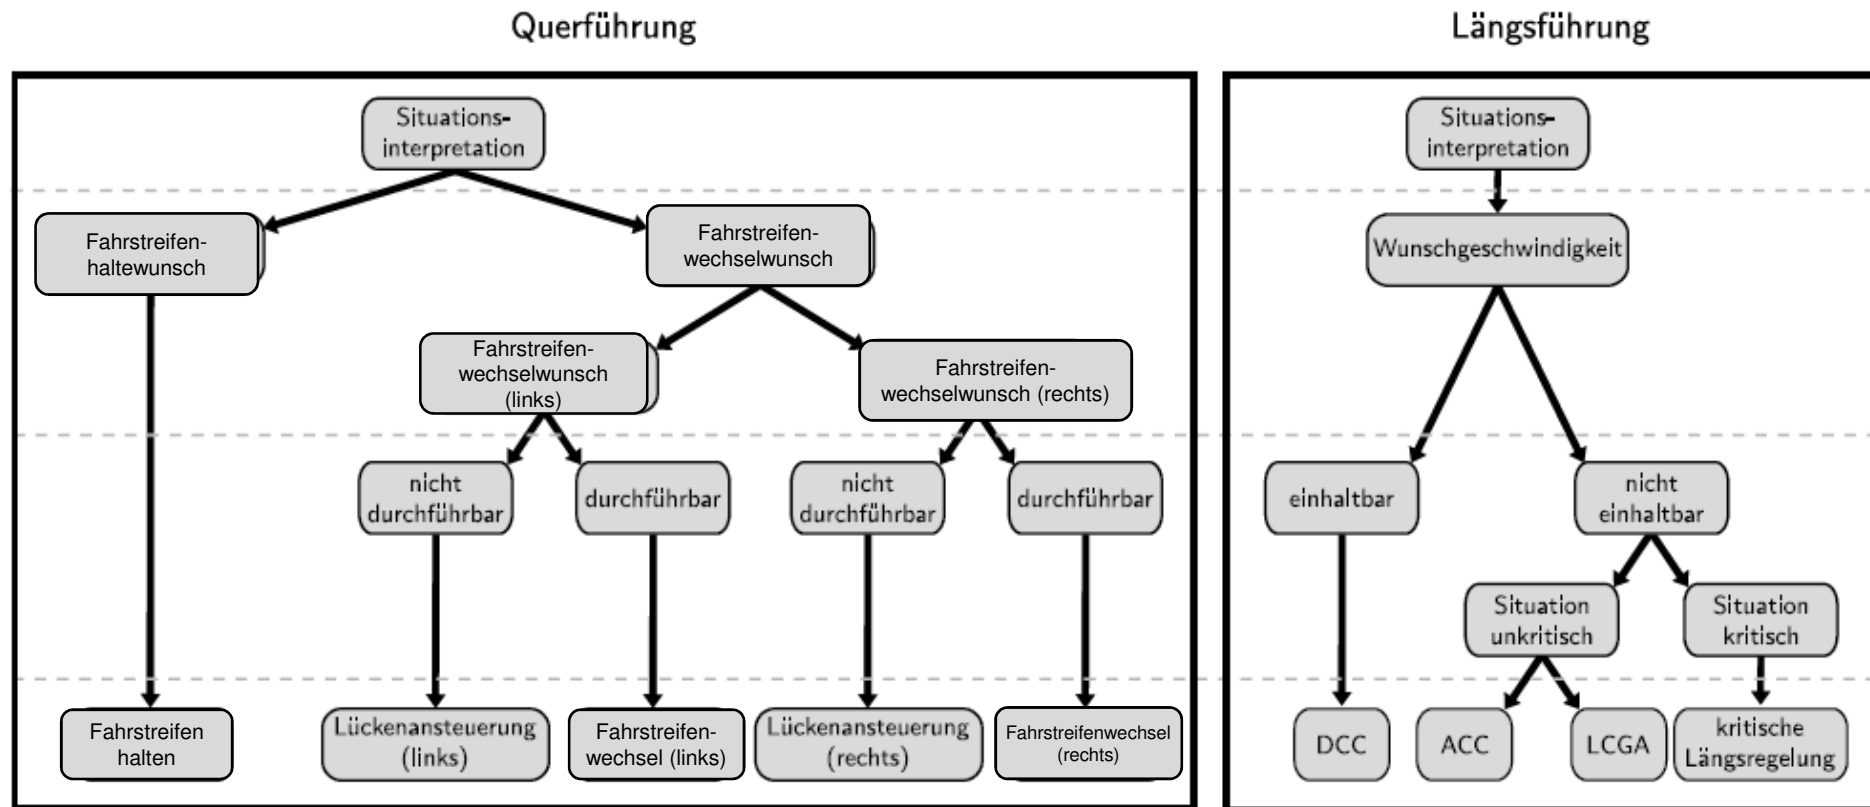 Querführung
Längsführung
Situations-
interpretation
Fahrstreifen-
haltewunsch
Fahrstreifen-
wechselwunsch
Fahrstreifen-
wechselwunsch
(links)
Fahrstreifen-
wechselwunsch (rechts)
nicht
durchführbar
durchführbar
nicht
durchführbar
durchführbar
Fahrstreifen
halten
Lückenansteuerung
(links)
Fahrstreifen-
wechsel (links)
Lückenansteuerung
(rechts)
Fahrstreifenwechsel
(rechts)
Situations-
interpretation
Wunschgeschwindigkeit
einhaltbar
nicht
einhaltbar
Situation
unkritisch
Situation
kritisch
DCC
ACC
LCGA
kritische
Längsregelung